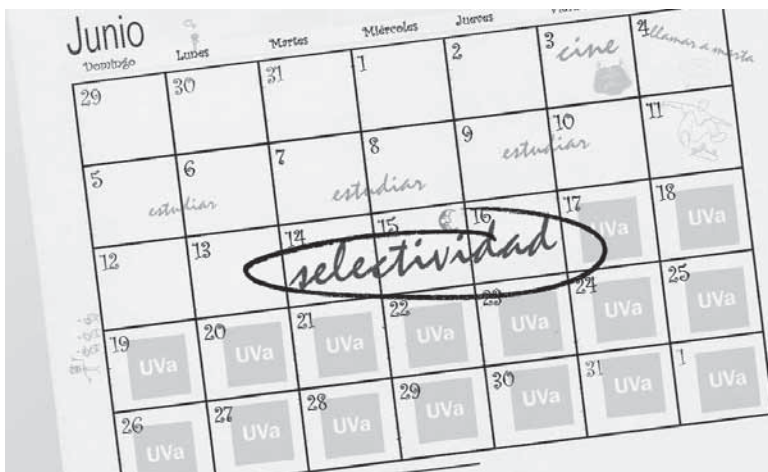 Junio
Domingo Lunes Martes Miércoles Jueves
29 30 31 1 2 3 cine 4 llamar a marta
5 6 7 8 9 10 11
estudiar estudiar estudiar
12 13 14 15 16 17 UVa 18 UVa
selectividad
19 UVa 20 UVa 21 UVa 22 UVa 23 UVa 24 UVa 25 UVa
26 UVa 27 UVa 28 UVa 29 UVa 30 UVa 31 UVa 1 UVa